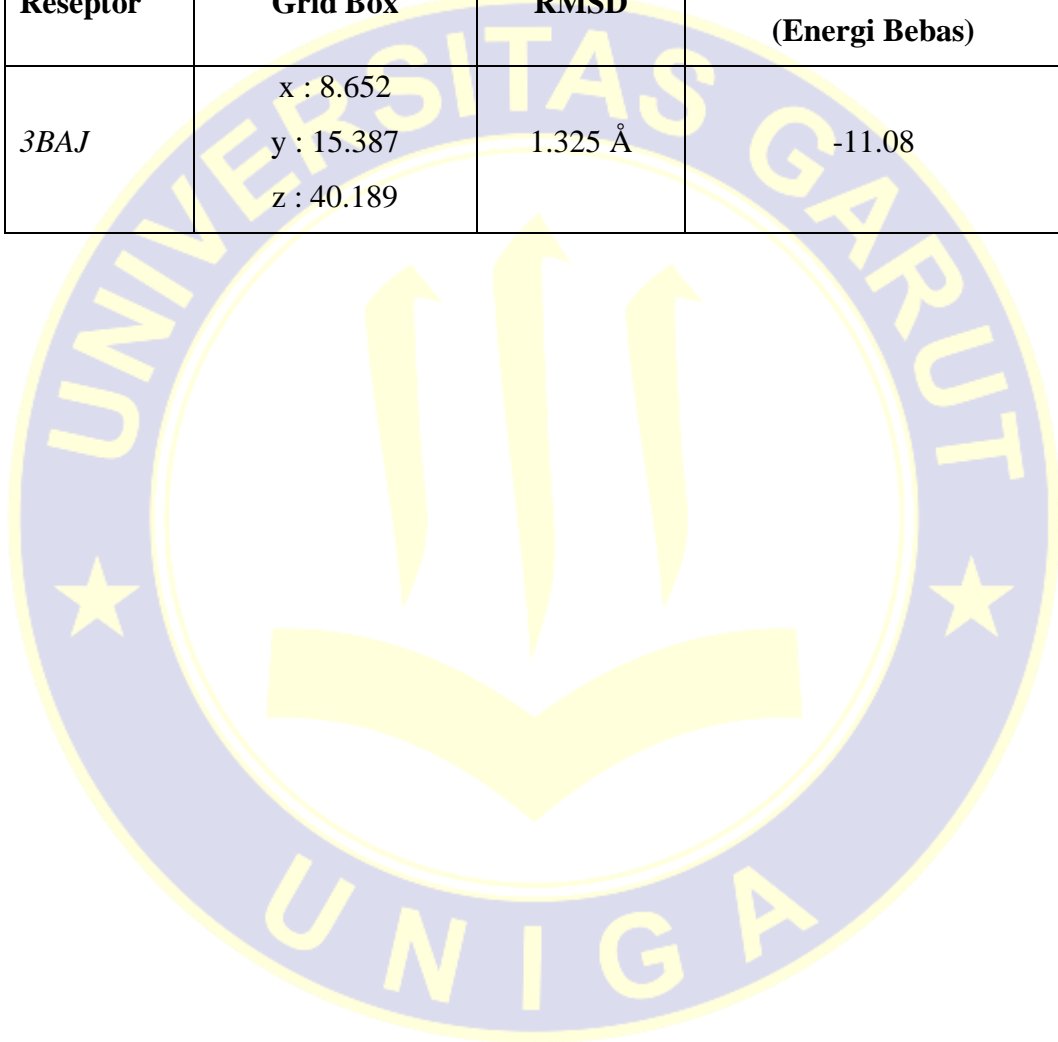 Reseptor Grid Box RMSD
(Energi Bebas)
x : 8.652
3BAJ y : 15.387 1.325 Å -11.08
z : 40.189
UNIVERSITAS GARUT
UNIGA